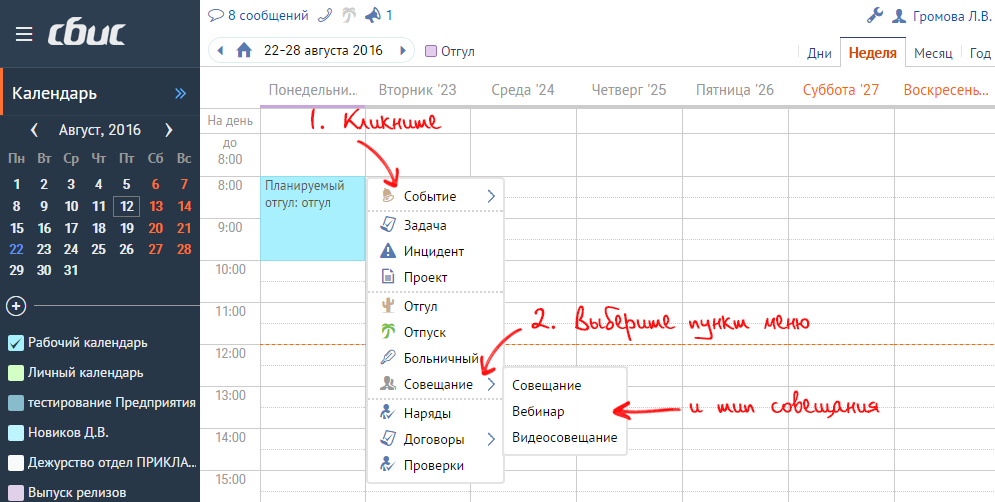 сбис
8 сообщений 1 Громова Л.В.
22-28 августа 2016 Отгул Дни Неделя Месяц Год
Календарь
Понедельни... Вторник '23 Среда '24 Четверг '25 Пятница '26 Суббота '27 Воскресень...
Август, 2016
Пн Вт Ср Чт Пт Сб Вс
1 2 3 4 5 6 7
8 9 10 11 12 13 14
15 16 17 18 19 20 21
22 23 24 25 26 27 28
29 30 31
Рабочий календарь
Личный календарь
тестирование Предприятия
Новиков Д.В.
Дежурство отдел ПРИКЛА...
Выпуск релизов
На день
до
8:00
8:00
9:00
10:00
11:00
12:00
13:00
14:00
15:00
Планируемый
отгул: отгул
1. Кликните
Событие
Задача
Инцидент
Проект
Отгул
Отпуск
Больничный
Совещание
Наряды
Договоры
Проверки
2. Выберите пункт меню
Совещание
Вебинар
Видеосовещание
и тип совещания